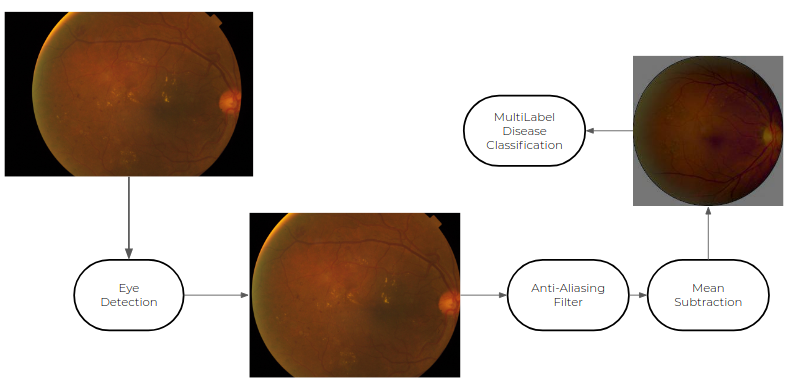 MultiLabel
Disease
Classification
Eye
Detection
Anti-Aliasing
Filter
Mean
Subtraction